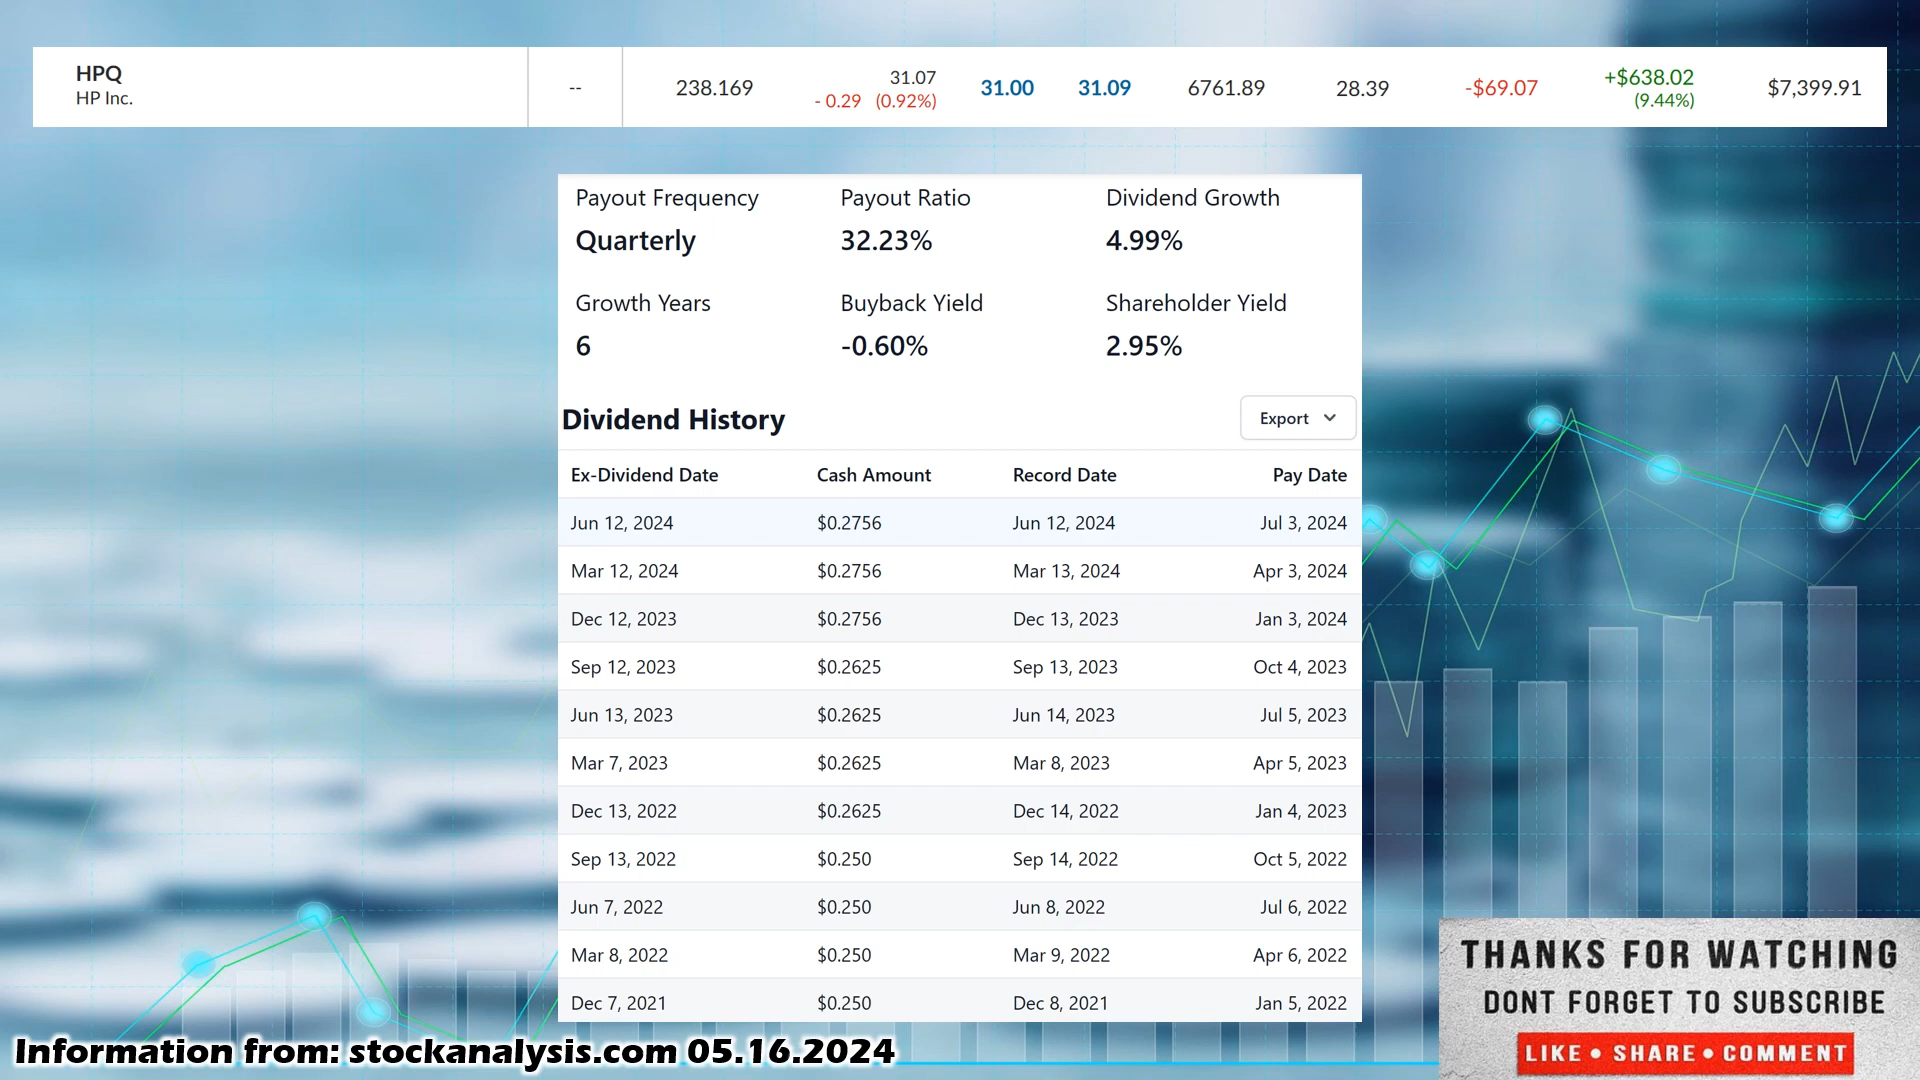 HPQ
HP Inc.
-- 238.169 31.07 31.00 31.09 6761.89 28.39 -$69.07 +$638.02 $7,399.91
- 0.29 (0.92%) (9.44%)
Payout Frequency Payout Ratio Dividend Growth
Quarterly 32.23% 4.99%
Growth Years Buyback Yield Shareholder Yield
6 -0.60% 2.95%
Dividend History Export
Ex-Dividend Date Cash Amount Record Date Pay Date
Jun 12, 2024 $0.2756 Jun 12, 2024 Jul 3, 2024
Mar 12, 2024 $0.2756 Mar 13, 2024 Apr 3, 2024
Dec 12, 2023 $0.2756 Dec 13, 2023 Jan 3, 2024
Sep 12, 2023 $0.2625 Sep 13, 2023 Oct 4, 2023
Jun 13, 2023 $0.2625 Jun 14, 2023 Jul 5, 2023
Mar 7, 2023 $0.2625 Mar 8, 2023 Apr 5, 2023
Dec 13, 2022 $0.2625 Dec 14, 2022 Jan 4, 2023
Sep 13, 2022 $0.250 Sep 14, 2022 Oct 5, 2022
Jun 7, 2022 $0.250 Jun 8, 2022 Jul 6, 2022
Mar 8, 2022 $0.250 Mar 9, 2022 Apr 6, 2022
Dec 7, 2021 $0.250 Dec 8, 2021 Jan 5, 2022
Information from: stockanalysis.com 05.16.2024
THANKS FOR WATCHING
DONT FORGET TO SUBSCRIBE
LIKE • SHARE • COMMENT